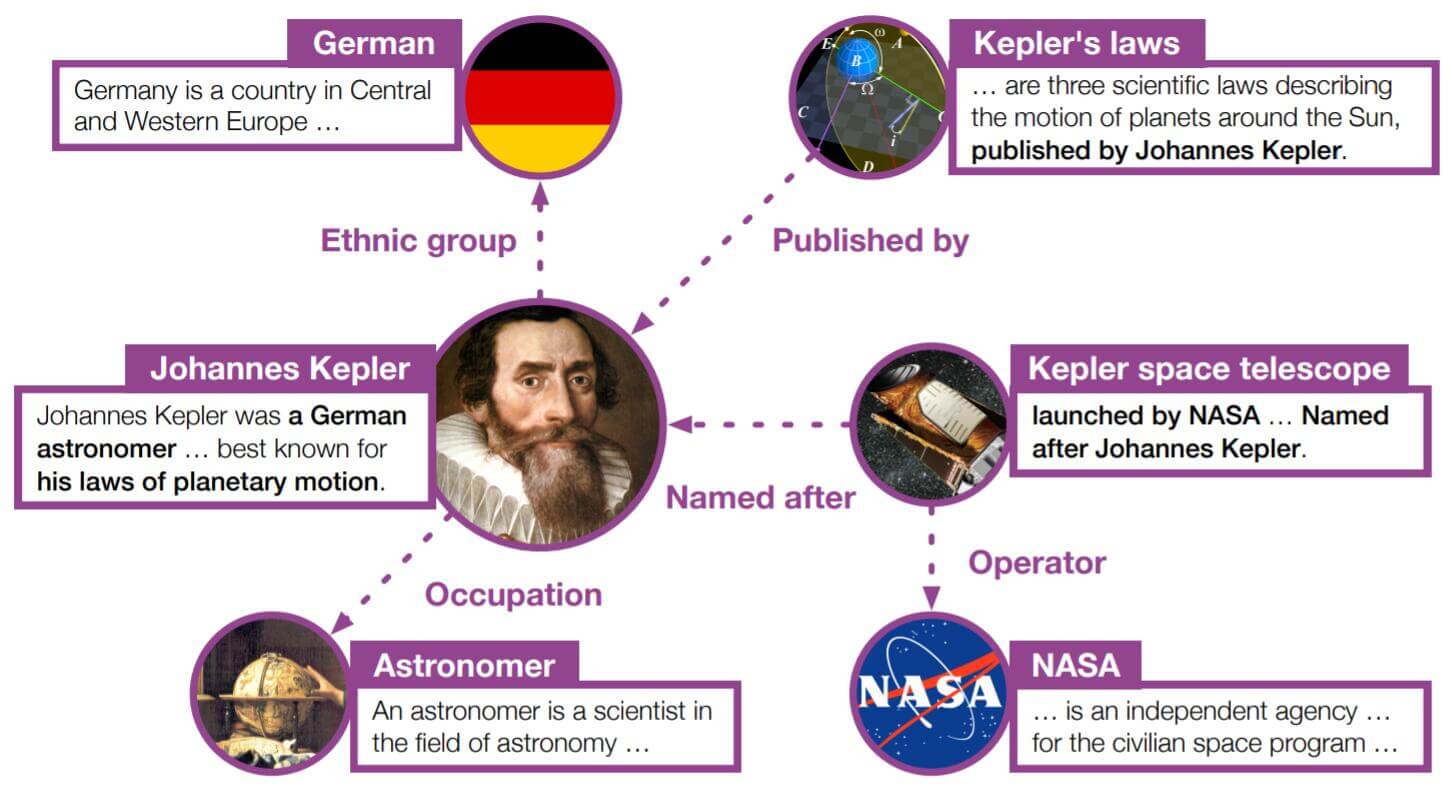 German
Germany is a country in Central
and Western Europe …
Kepler's laws
… are three scientific laws describing
the motion of planets around the Sun,
published by Johannes Kepler.
E
ω
A
B
Ω
C
i
D
Ethnic group
Published by
Johannes Kepler
Johannes Kepler was a German
astronomer … best known for
his laws of planetary motion.
Kepler space telescope
launched by NASA … Named
after Johannes Kepler.
Named after
Occupation
Operator
Astronomer
An astronomer is a scientist in
the field of astronomy …
NASA
NASA
… is an independent agency …
for the civilian space program …